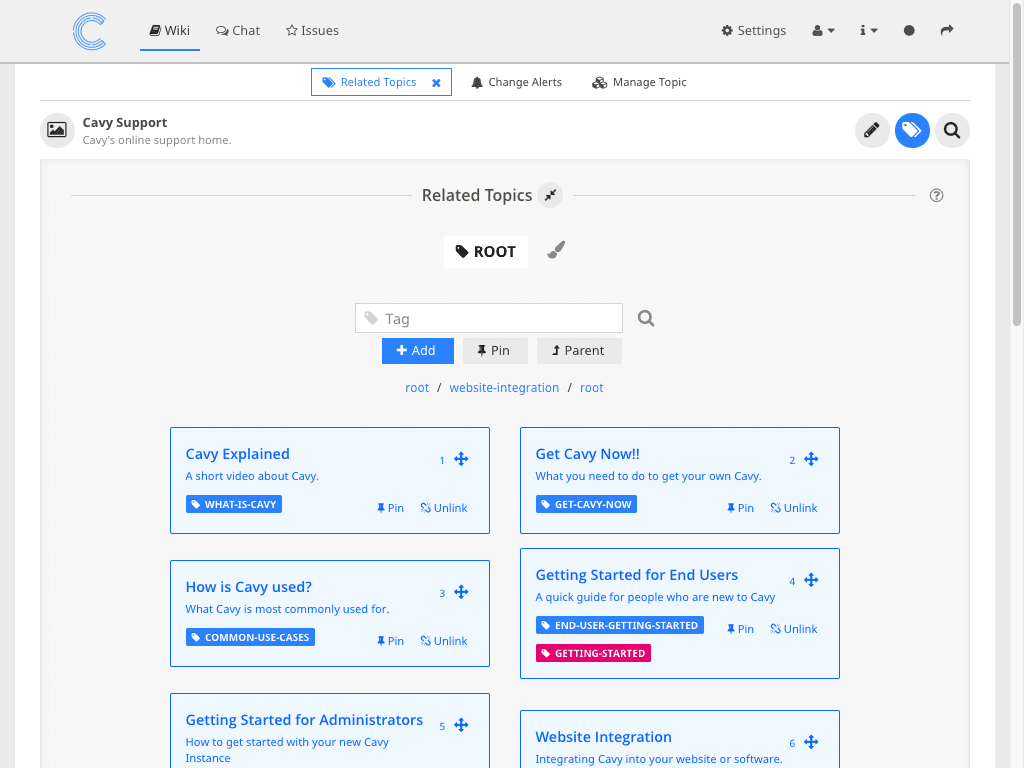 Wiki Chat Issues Settings
Related Topics Change Alerts Manage Topic
Cavy Support
Cavy's online support home.
Related Topics
ROOT
Tag
Add Pin Parent
root / website-integration / root
Cavy Explained 1
A short video about Cavy.
WHAT-IS-CAVY Pin Unlink
Get Cavy Now!! 2
What you need to do to get your own Cavy.
GET-CAVY-NOW Pin Unlink
How is Cavy used? 3
What Cavy is most commonly used for.
COMMON-USE-CASES Pin Unlink
Getting Started for End Users 4
A quick guide for people who are new to Cavy
END-USER-GETTING-STARTED Pin Unlink
GETTING-STARTED
Getting Started for Administrators 5
How to get started with your new Cavy
Instance
Website Integration 6
Integrating Cavy into your website or software.